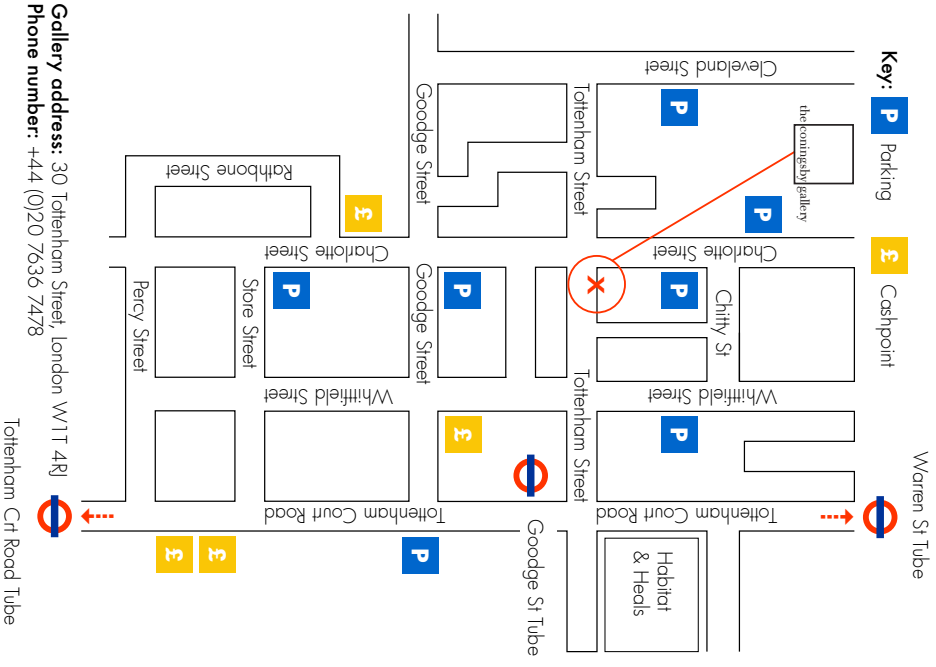 Key:
P
Parking
£
Cashpoint
Warren St Tube
Cleveland Street
P
the coningsby gallery
P
Charlotte Street
P
Chitty St
Whittfield Street
P
Tottenham Court Road
Habitat
& Heals
Tottenham Street
X
Tottenham Street
Goodge St Tube
Goodge Street
Goodge Street
P
£
P
Rathbone Street
£
Charlotte Street
P
Store Street
Percy Street
Whittfield Street
Tottenham Court Road
£
£
Tottenham Crt Road Tube
Gallery address: 30 Tottenham Street, London W1T 4RJ
Phone number: +44 (0)20 7636 7478